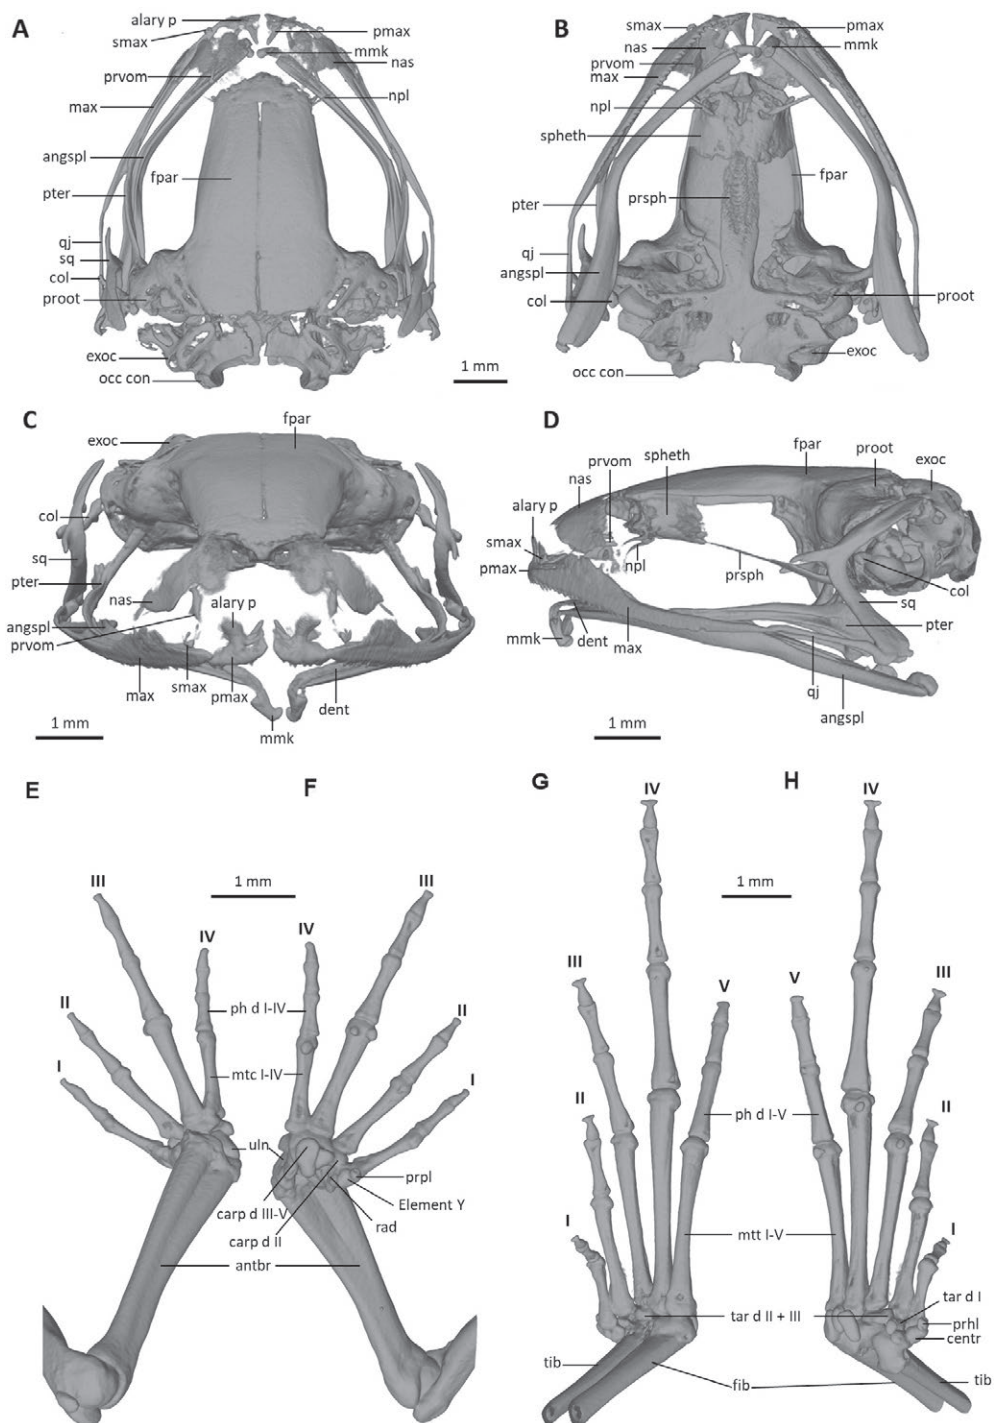 A
alary p
smax
prvom
max
angspl
pter
qj
sq
col
proot
exoc
occ con
fpar
pmax
mmk
nas
npl
1 mm
B
smax
nas
prvom
max
npl
spheth
prsph
pter
qj
angspl
col
occ con
pmax
mmk
fpar
proot
exoc
C
exoc
fpar
col
sq
pter
nas
alary p
angspl
prvom
max
smax
pmax
dent
mmk
1 mm
D
nas
prvom
spheth
fpar
proot
exoc
alary p
smax
pmax
npl
prsph
col
sq
pter
mmk
dent
max
qj
angspl
1 mm
E
F
III
IV
II
I
1 mm
IV
III
II
I
ph d I-IV
mtc I-IV
uln
prpl
Element Y
rad
carp d III-V
carp d II
antbr
G
H
IV
III
V
II
I
1 mm
IV
V
III
II
I
ph d I-V
mtt I-V
tar d II + III
tar d I
prhl
centr
tib
fib
tib